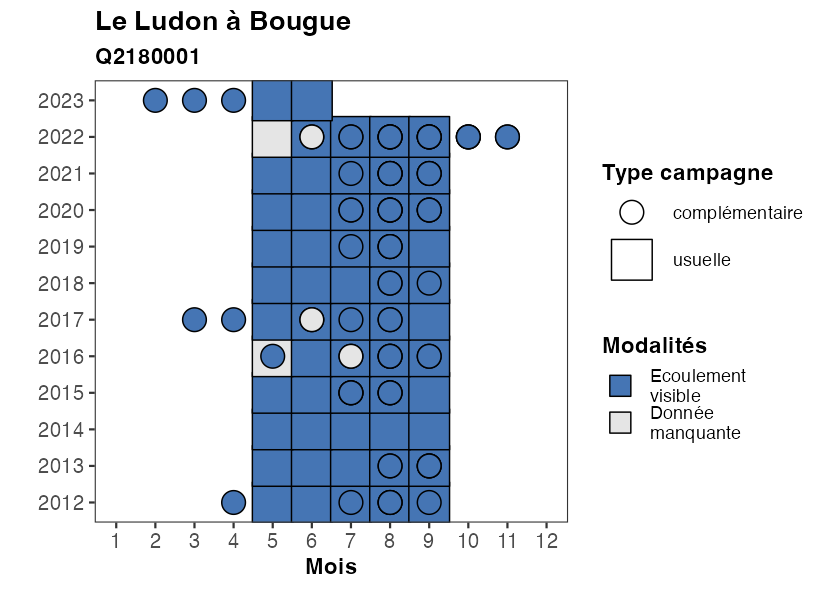 Le Ludon à Bougue
Q2180001
2023
2022
2021
2020
2019
2018
2017
2016
2015
2014
2013
2012
1 2 3 4 5 6 7 8 9 10 11 12
Mois
Type campagne
complémentaire
usuelle
Modalités
Ecoulement
visible
Donnée
manquante